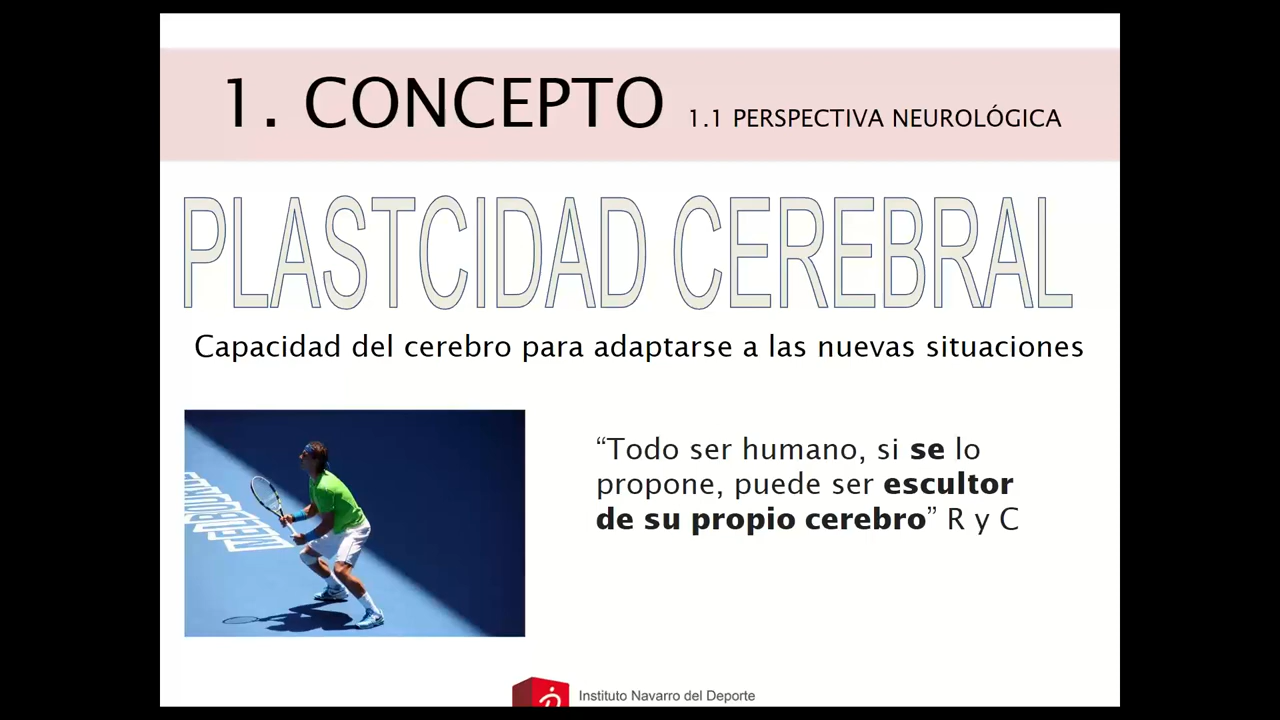 1. CONCEPTO 1.1 PERSPECTIVA NEUROLÓGICA
PLASTCIDAD CEREBRAL
Capacidad del cerebro para adaptarse a las nuevas situaciones
“Todo ser humano, si se lo
propone, puede ser escultor
de su propio cerebro” R y C
MELBOURNE
Instituto Navarro del Deporte